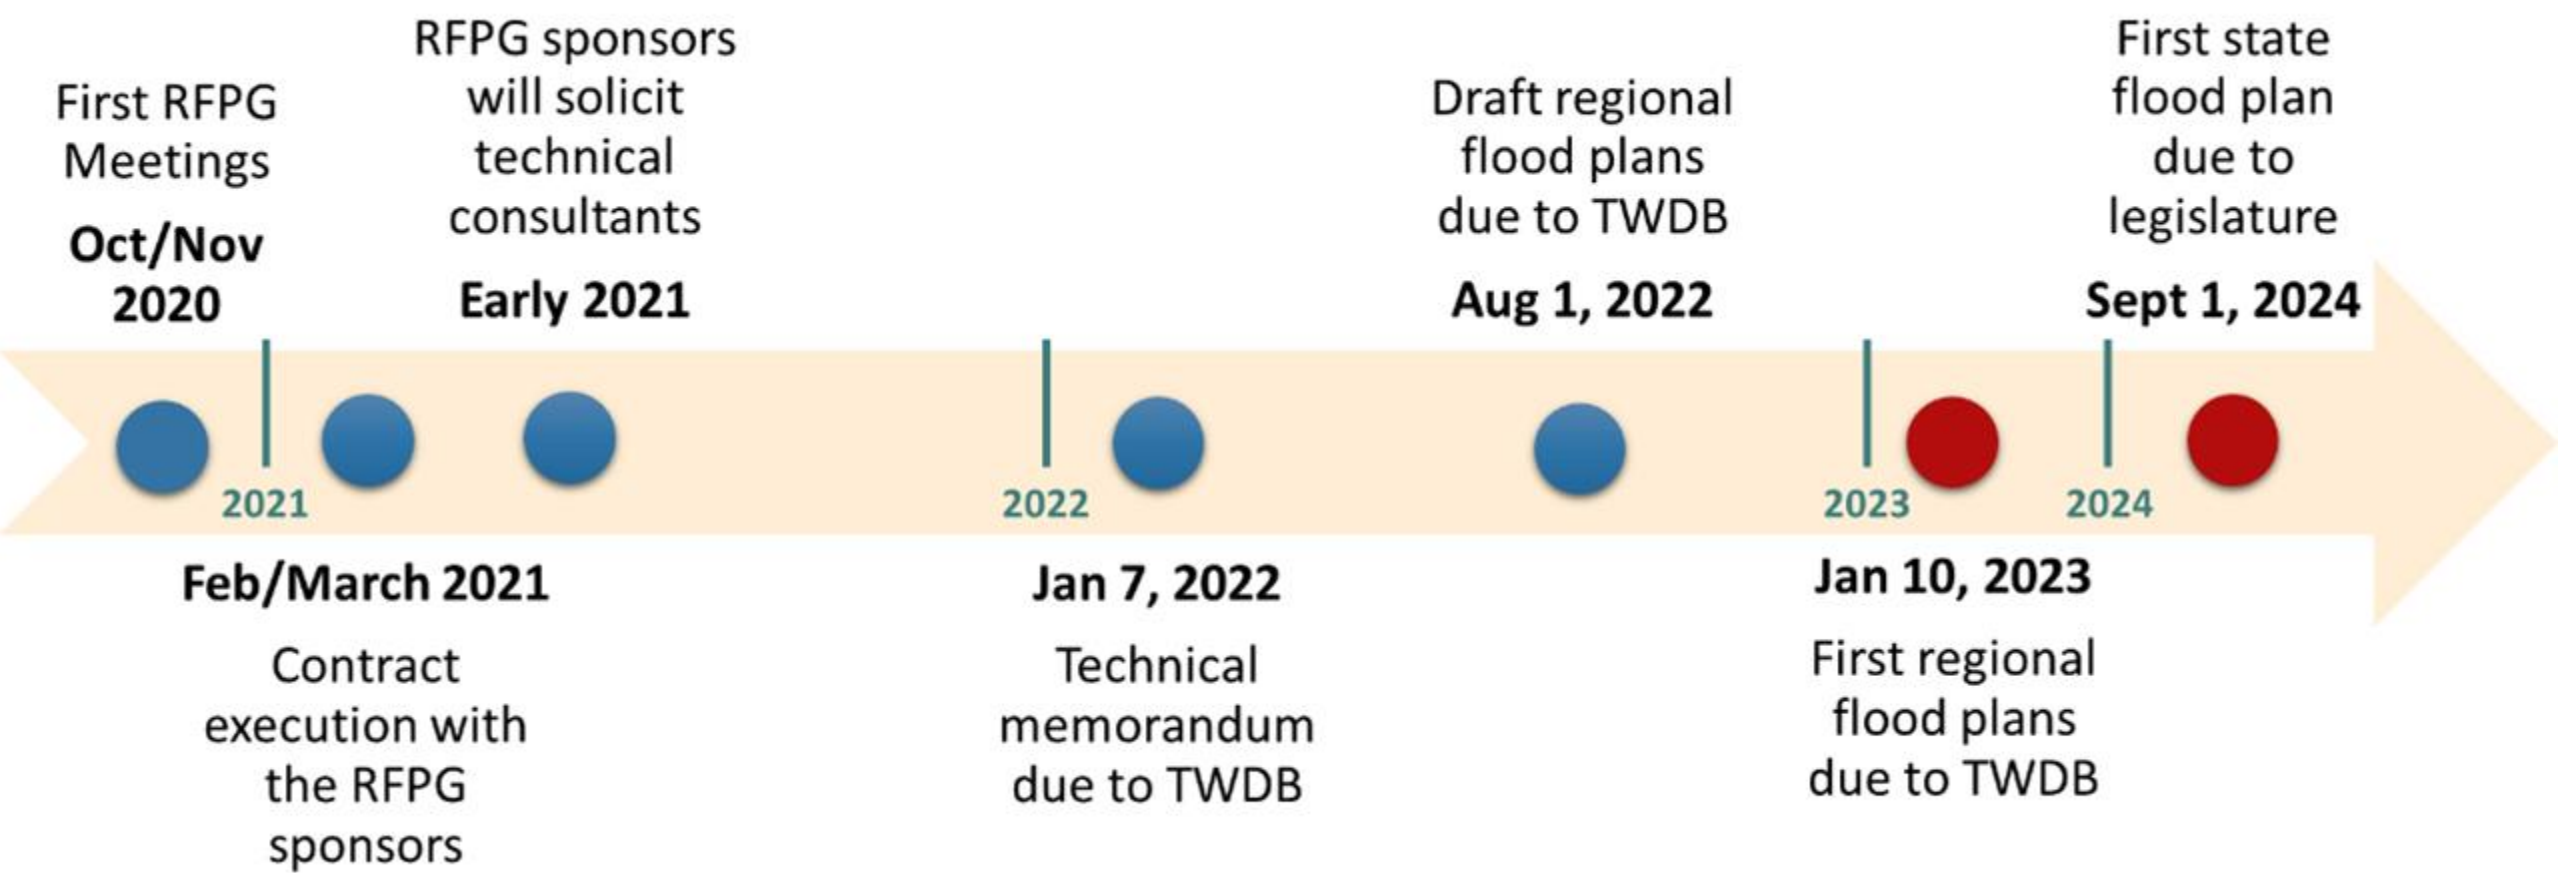 First RFPG
Meetings
Oct/Nov
2020
RFPG sponsors
will solicit
technical
consultants
Early 2021
Draft regional
flood plans
due to TWDB
Aug 1, 2022
First state
flood plan
due to
legislature
Sept 1, 2024
2021
2022
2023
2024
Feb/March 2021
Contract
execution with
the RFPG
sponsors
Jan 7, 2022
Technical
memorandum
due to TWDB
Jan 10, 2023
First regional
flood plans
due to TWDB